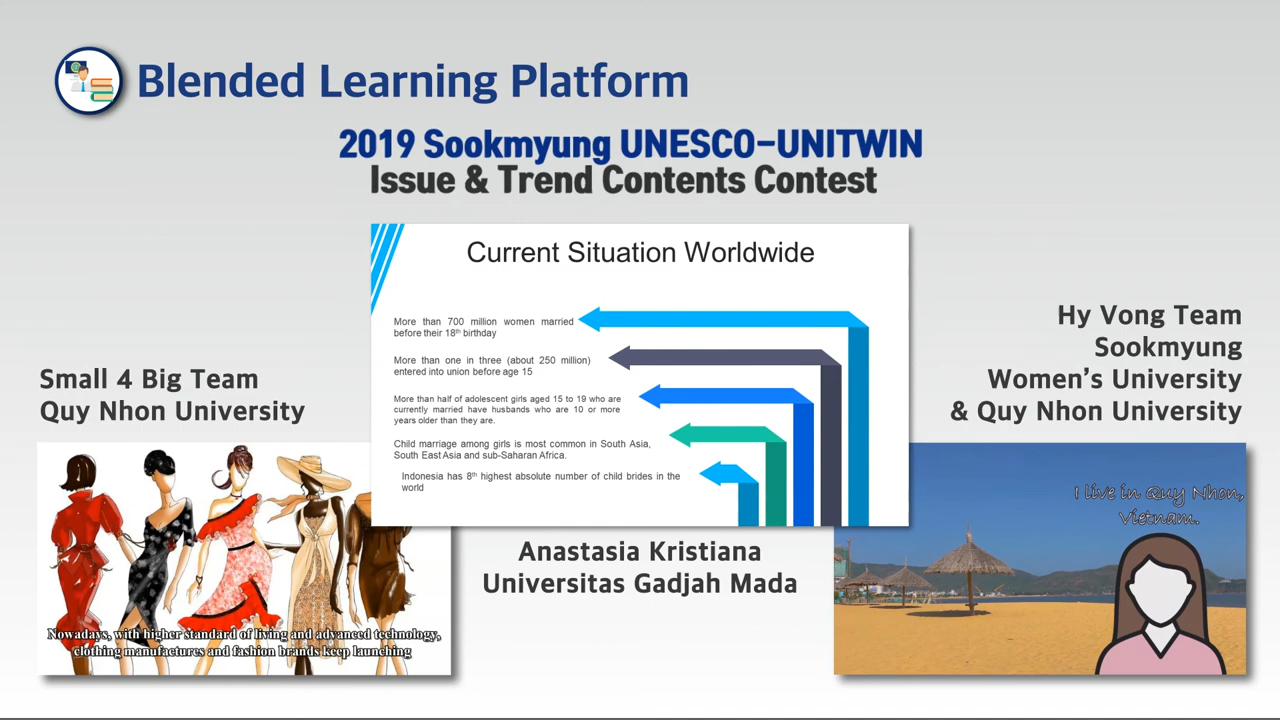 Blended Learning Platform
2019 Sookmyung UNESCO-UNITWIN
Issue & Trend Contents Contest
Current Situation Worldwide
More than 700 million women married
before their 18th birthday
More than one in three (about 250 million)
entered into union before age 15
More than half of adolescent girls aged 15 to 19 who are
currently married have husbands who are 10 or more
years older than they are.
Child marriage among girls is most common in South Asia,
South East Asia and sub-Saharan Africa.
Indonesia has 8th highest absolute number of child brides in the
world
Small 4 Big Team
Quy Nhon University
Nowadays, with higher standard of living and advanced technology,
clothing manufactures and fashion brands keep launching
Anastasia Kristiana
Universitas Gadjah Mada
Hy Vong Team
Sookmyung
Women's University
& Quy Nhon University
I live in Quy Nhon,
Vietnam.